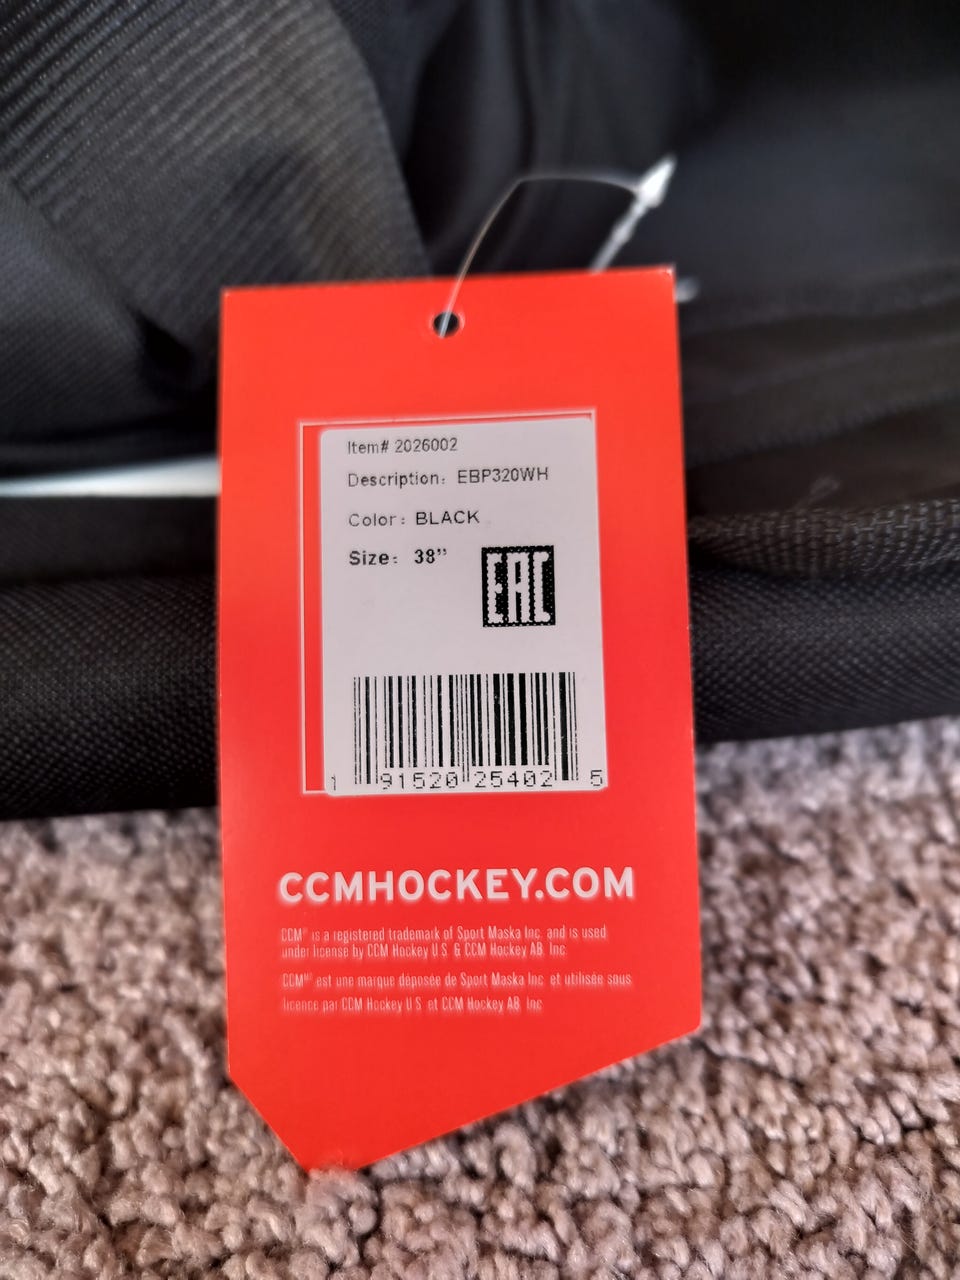 Item# 2026002
Description: EBP320WH
Color: BLACK
Size: 38”
EAC
1 91520 25402 5
CCMHOCKEY.COM
CCM® is a registered trademark of Sport Maska Inc. and is used
under license by CCM Hockey U.S. & CCM Hockey AB, Inc.
CCMᴹᴰ est une marque déposée de Sport Maska Inc. et utilisée sous
licence par CCM Hockey U.S. et CCM Hockey AB, Inc.